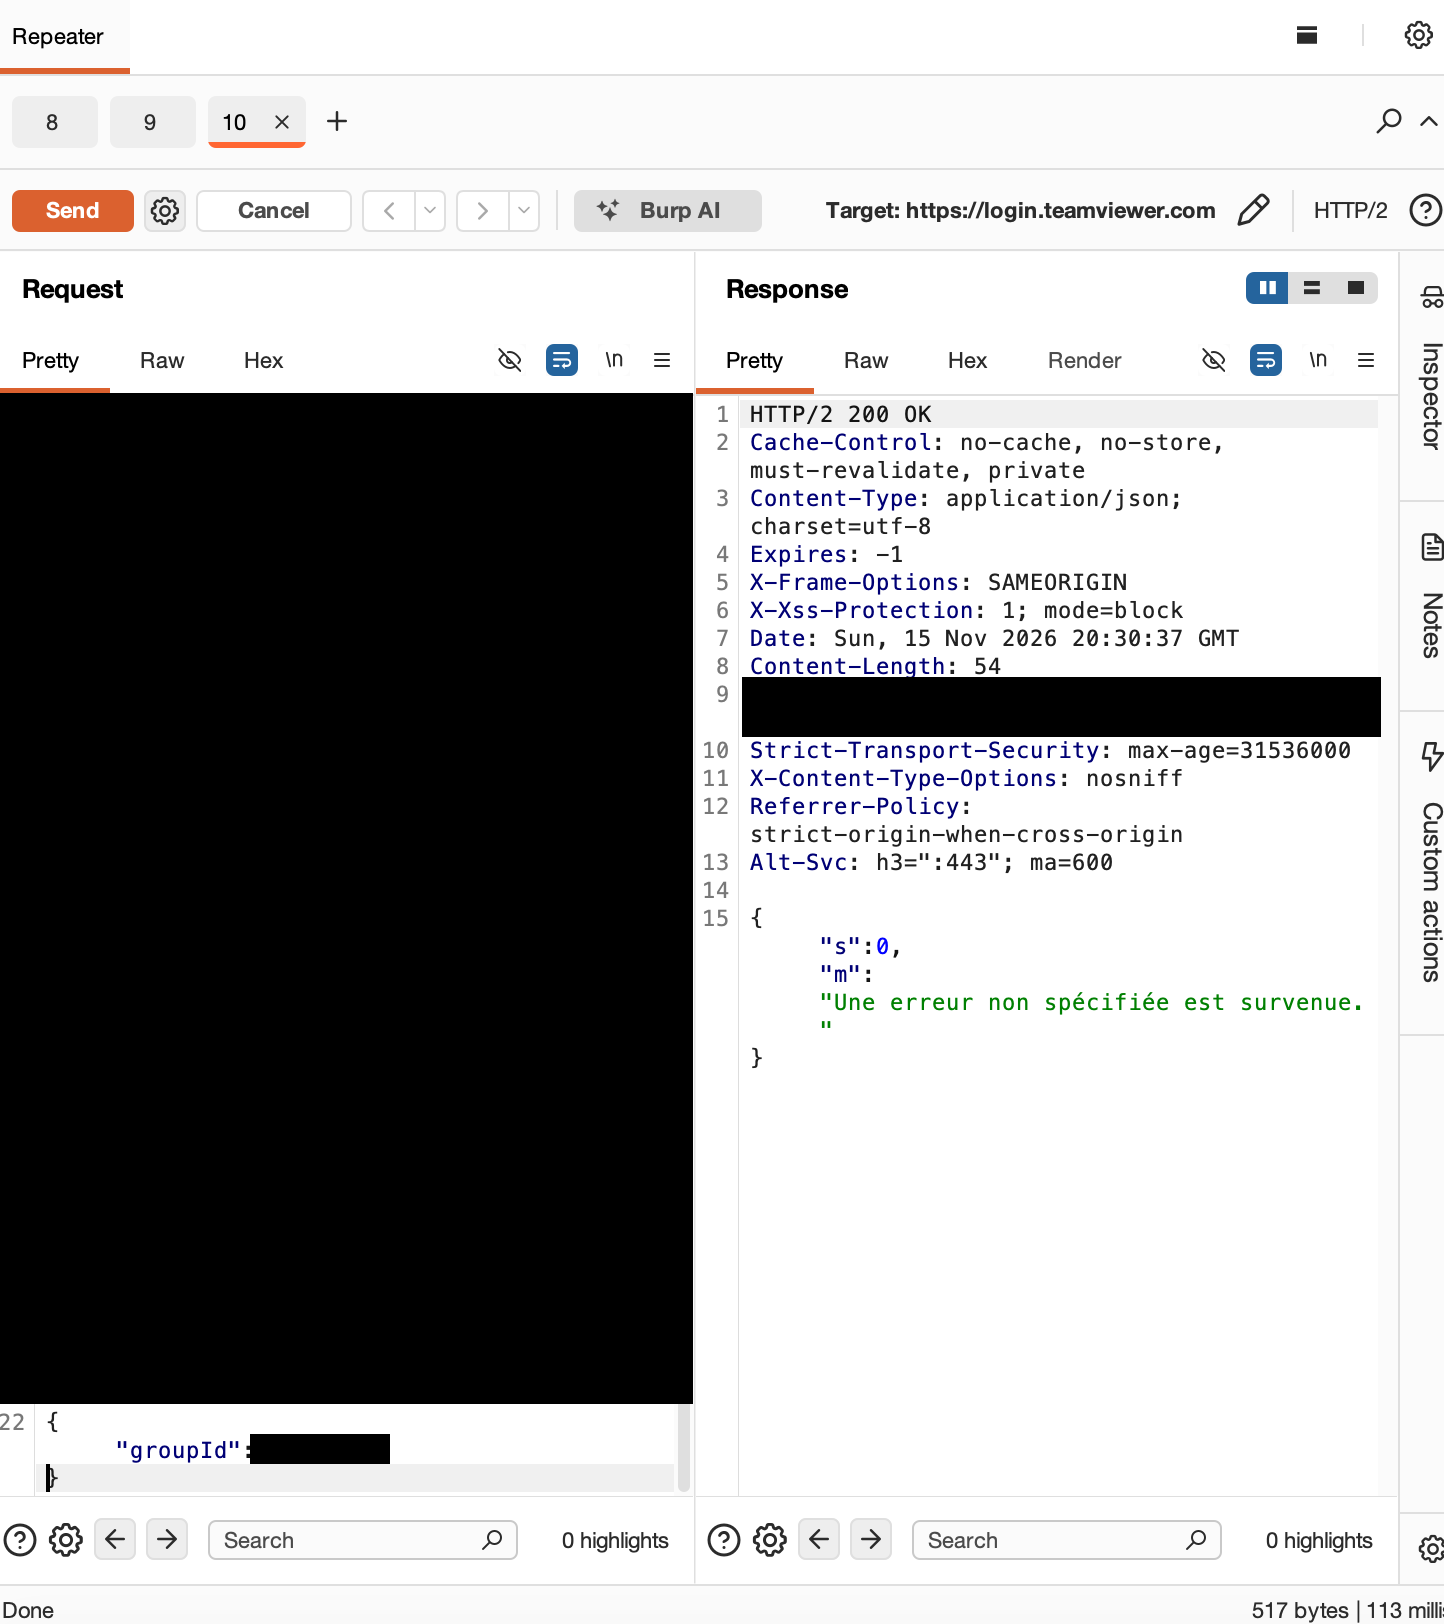 Repeater
8
9
10
Send
Cancel
Burp AI
Target: https://login.teamviewer.com
HTTP/2
Request
Pretty
Raw
Hex
\n
22
{
"groupId":
}
Search
0 highlights
Response
Pretty
Raw
Hex
Render
\n
1 HTTP/2 200 OK
2 Cache-Control: no-cache, no-store,
must-revalidate, private
3 Content-Type: application/json;
charset=utf-8
4 Expires: -1
5 X-Frame-Options: SAMEORIGIN
6 X-Xss-Protection: 1; mode=block
7 Date: Sun, 15 Nov 2026 20:30:37 GMT
8 Content-Length: 54
9
10 Strict-Transport-Security: max-age=31536000
11 X-Content-Type-Options: nosniff
12 Referrer-Policy:
strict-origin-when-cross-origin
13 Alt-Svc: h3=":443"; ma=600
14
15 {
"s":0,
"m":
"Une erreur non spécifiée est survenue.
"
}
Search
0 highlights
Inspector
Notes
Custom actions
Done
517 bytes | 113